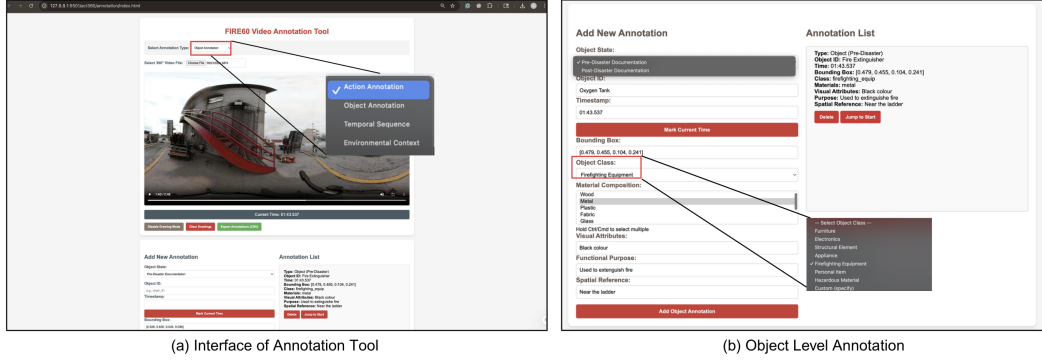 127.0.0.1:5501/act360/annotation/index.html
FIRE60 Video Annotation Tool
Select Annotation Type:
Object Annotation
Select 360° Video File:
Choose File
Action Annotation
Object Annotation
Temporal Sequence
Environmental Context
Current Time: 01:43.537
Disable Drawing Mode
Clear Drawings
Export Annotations (CSV)
Add New Annotation
Object State:
Pre-Disaster Documentation
Object ID:
Timestamp:
Mark Current Time
Bounding Box:
Annotation List
Type: Object (Pre-Disaster)
Object ID: Fire Extinguisher
Time: 01:43.537
Bounding Box: [0.479, 0.455, 0.104, 0.241]
Class: firefighting_equip
Materials: metal
Visual Attributes: Black colour
Purpose: Used to extinguishe fire
Spatial Reference: Near the ladder
Delete
Jump to Start
(a) Interface of Annotation Tool
Add New Annotation
Object State:
✓ Pre-Disaster Documentation
Post-Disaster Documentation
Object ID:
Oxygen Tank
Timestamp:
01:43.537
Mark Current Time
Bounding Box:
[0.479, 0.455, 0.104, 0.241]
Object Class:
Firefighting Equipment
Material Composition:
Wood
Metal
Plastic
Fabric
Glass
Hold Ctrl/Cmd to select multiple
Visual Attributes:
Black colour
Functional Purpose:
Used to extenguish fire
Spatial Reference:
Near the ladder
Add Object Annotation
Annotation List
Type: Object (Pre-Disaster)
Object ID: Fire Extinguisher
Time: 01:43.537
Bounding Box: [0.479, 0.455, 0.104, 0.241]
Class: firefighting_equip
Materials: metal
Visual Attributes: Black colour
Purpose: Used to extinguishe fire
Spatial Reference: Near the ladder
Delete
Jump to Start
-- Select Object Class --
Furniture
Electronics
Structural Element
Appliance
✓ Firefighting Equipment
Personal Item
Hazardous Material
Custom (specify)
(b) Object Level Annotation